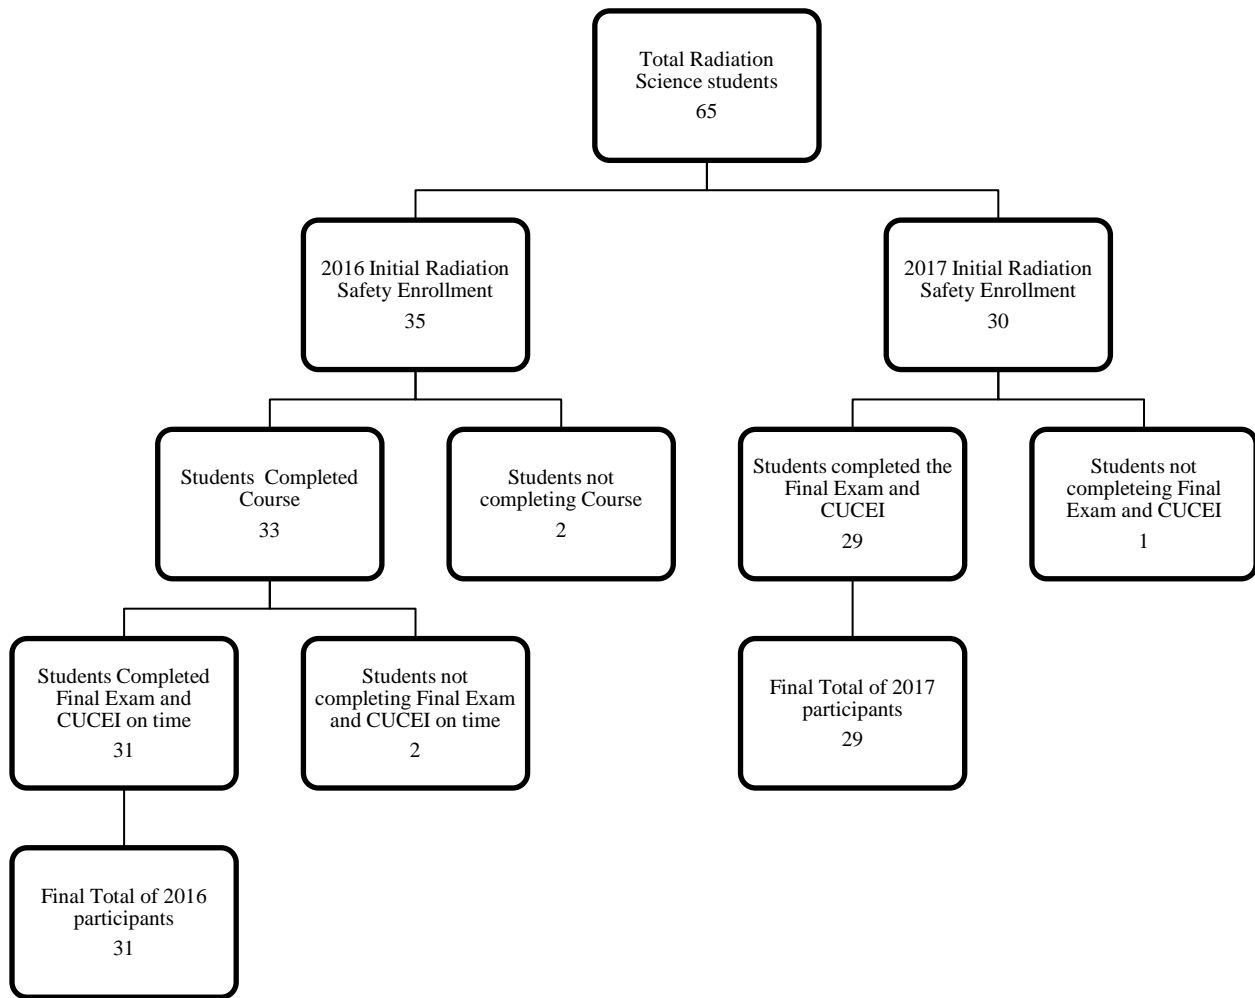 Total Radiation
Science students
65
2016 Initial Radiation
Safety Enrollment
35
2017 Initial Radiation
Safety Enrollment
30
Students Completed
Course
33
Students not
completing Course
2
Students completed the
Final Exam and
CUCEI
29
Students not
completeing Final
Exam and CUCEI
1
Students Completed
Final Exam and
CUCEI on time
31
Students not
completing Final Exam
and CUCEI on time
2
Final Total of 2017
participants
29
Final Total of 2016
participants
31